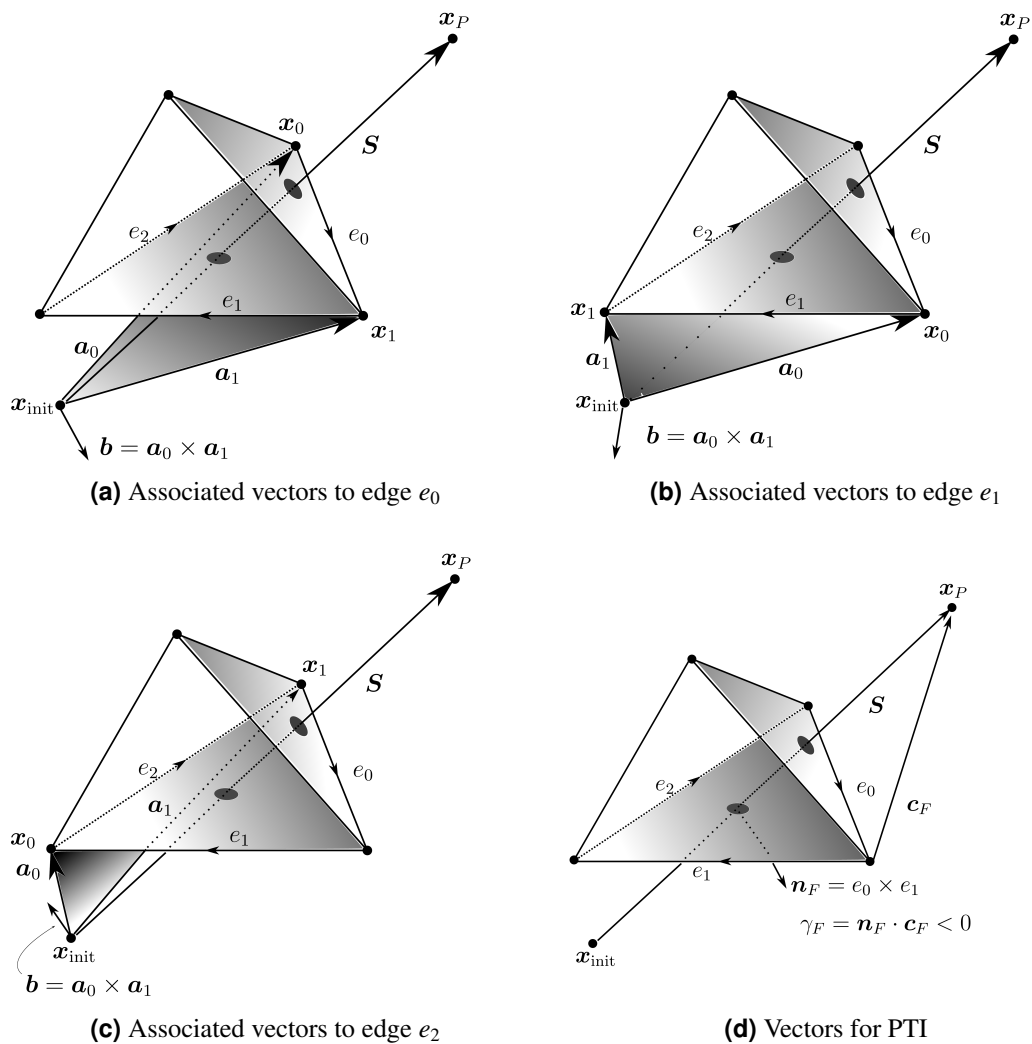 x_P
x_0
S
e_2
e_0
e_1
a_0
x_1
a_1
x_init
b = a_0 × a_1
(a) Associated vectors to edge e_0
x_P
S
e_2
e_0
x_1
e_1
x_0
a_1
a_0
x_init
b = a_0 × a_1
(b) Associated vectors to edge e_1
x_P
x_1
S
e_2
e_0
a_1
x_0
e_1
a_0
x_init
b = a_0 × a_1
(c) Associated vectors to edge e_2
x_P
S
e_2
e_0
c_F
e_1
n_F = e_0 × e_1
γ_F = n_F · c_F < 0
x_init
(d) Vectors for PTI